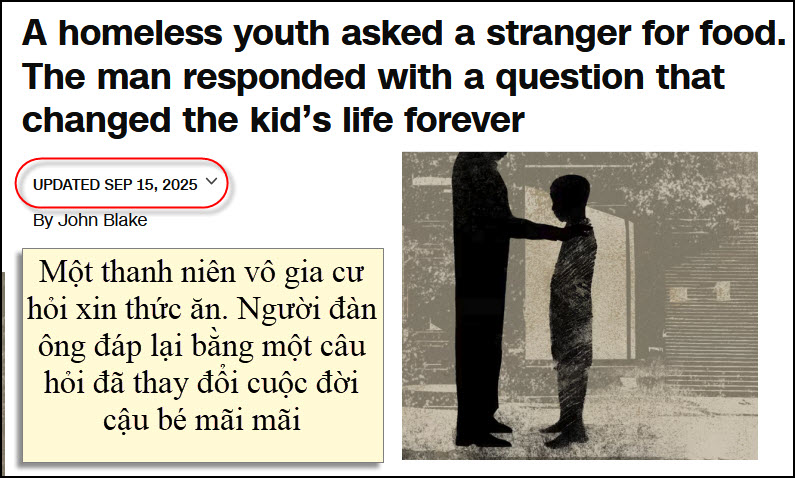 A homeless youth asked a stranger for food.
The man responded with a question that
changed the kid’s life forever
UPDATED SEP 15, 2025
By John Blake
Một thanh niên vô gia cư
hỏi xin thức ăn. Người đàn
ông đáp lại bằng một câu
hỏi đã thay đổi cuộc đời
cậu bé mãi mãi